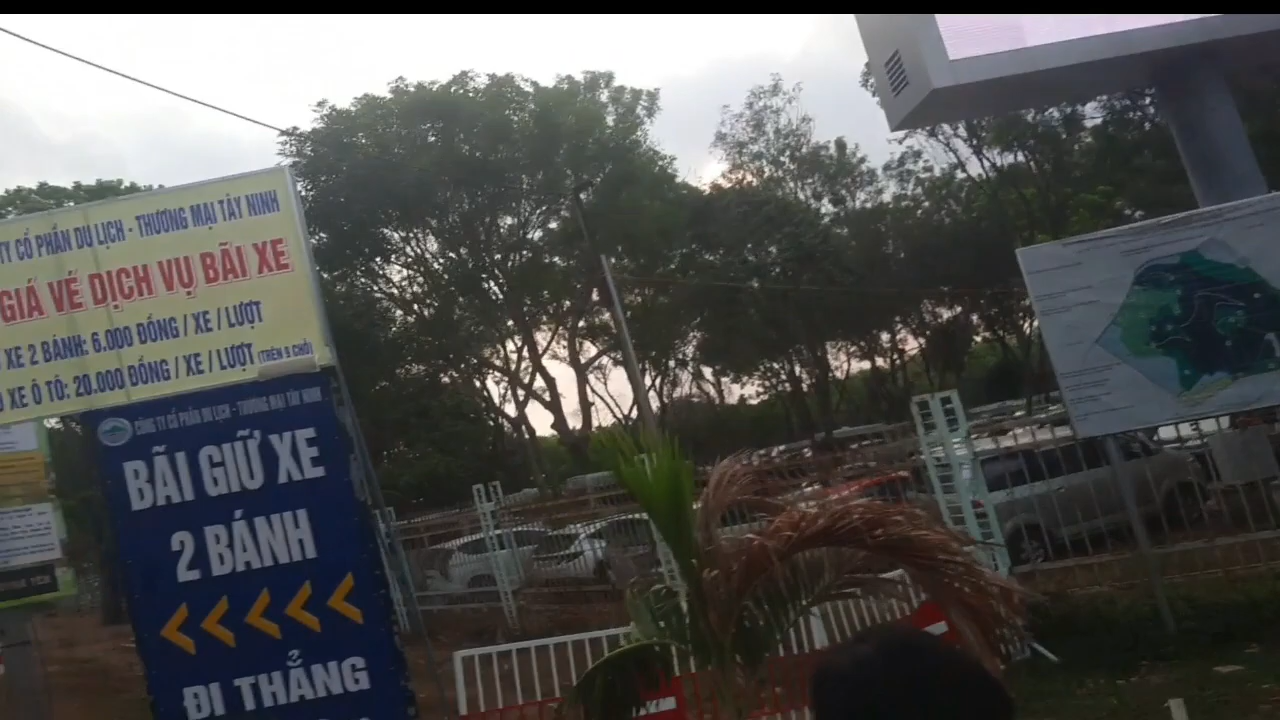 TY CỔ PHẦN DU LỊCH - THƯƠNG MẠI TÂY NINH
GIÁ VÉ DỊCH VỤ BÃI XE
XE 2 BÁNH: 6.000 ĐỒNG / XE / LƯỢT
XE Ô TÔ: 20.000 ĐỒNG / XE / LƯỢT (TRÊN 9 CHỖ)
CÔNG TY CỔ PHẦN DU LỊCH - THƯƠNG MẠI TÂY NINH
BÃI GIỮ XE
2 BÁNH
ĐI THẲNG